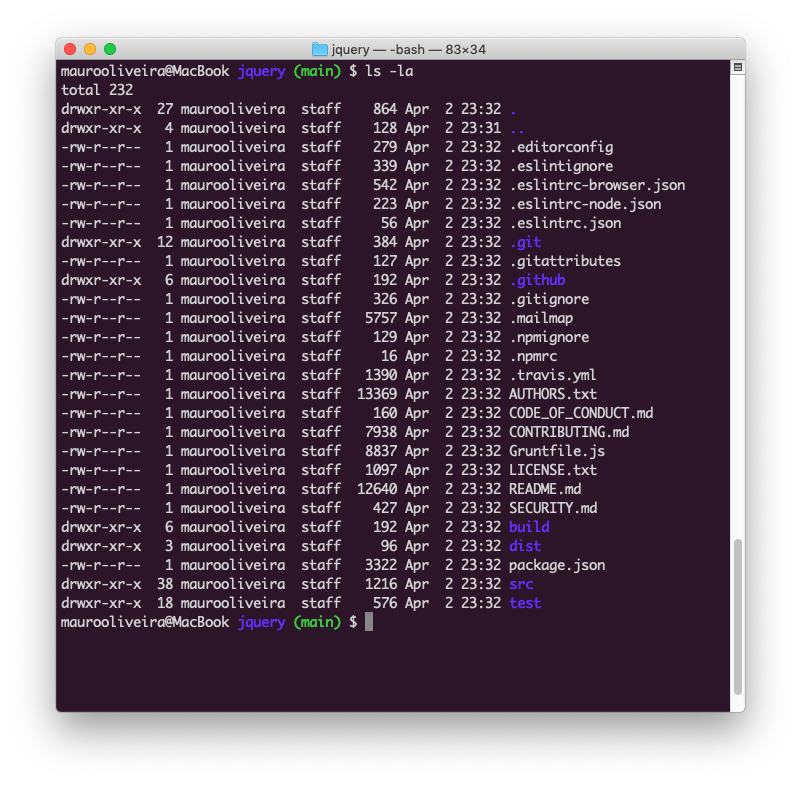 jquery — -bash — 83×34
maurooliveira@MacBook jquery (main) $ ls -la
total 232
drwxr-xr-x  27 maurooliveira  staff    864 Apr  2 23:32 .
drwxr-xr-x   4 maurooliveira  staff    128 Apr  2 23:31 ..
-rw-r--r--   1 maurooliveira  staff    279 Apr  2 23:32 .editorconfig
-rw-r--r--   1 maurooliveira  staff    339 Apr  2 23:32 .eslintignore
-rw-r--r--   1 maurooliveira  staff    542 Apr  2 23:32 .eslintrc-browser.json
-rw-r--r--   1 maurooliveira  staff    223 Apr  2 23:32 .eslintrc-node.json
-rw-r--r--   1 maurooliveira  staff     56 Apr  2 23:32 .eslintrc.json
drwxr-xr-x  12 maurooliveira  staff    384 Apr  2 23:32 .git
-rw-r--r--   1 maurooliveira  staff    127 Apr  2 23:32 .gitattributes
drwxr-xr-x   6 maurooliveira  staff    192 Apr  2 23:32 .github
-rw-r--r--   1 maurooliveira  staff    326 Apr  2 23:32 .gitignore
-rw-r--r--   1 maurooliveira  staff   5757 Apr  2 23:32 .mailmap
-rw-r--r--   1 maurooliveira  staff    129 Apr  2 23:32 .npmignore
-rw-r--r--   1 maurooliveira  staff     16 Apr  2 23:32 .npmrc
-rw-r--r--   1 maurooliveira  staff   1390 Apr  2 23:32 .travis.yml
-rw-r--r--   1 maurooliveira  staff  13369 Apr  2 23:32 AUTHORS.txt
-rw-r--r--   1 maurooliveira  staff    160 Apr  2 23:32 CODE_OF_CONDUCT.md
-rw-r--r--   1 maurooliveira  staff   7938 Apr  2 23:32 CONTRIBUTING.md
-rw-r--r--   1 maurooliveira  staff   8837 Apr  2 23:32 Gruntfile.js
-rw-r--r--   1 maurooliveira  staff   1097 Apr  2 23:32 LICENSE.txt
-rw-r--r--   1 maurooliveira  staff  12640 Apr  2 23:32 README.md
-rw-r--r--   1 maurooliveira  staff    427 Apr  2 23:32 SECURITY.md
drwxr-xr-x   6 maurooliveira  staff    192 Apr  2 23:32 build
drwxr-xr-x   3 maurooliveira  staff     96 Apr  2 23:32 dist
-rw-r--r--   1 maurooliveira  staff   3322 Apr  2 23:32 package.json
drwxr-xr-x  38 maurooliveira  staff   1216 Apr  2 23:32 src
drwxr-xr-x  18 maurooliveira  staff    576 Apr  2 23:32 test
maurooliveira@MacBook jquery (main) $